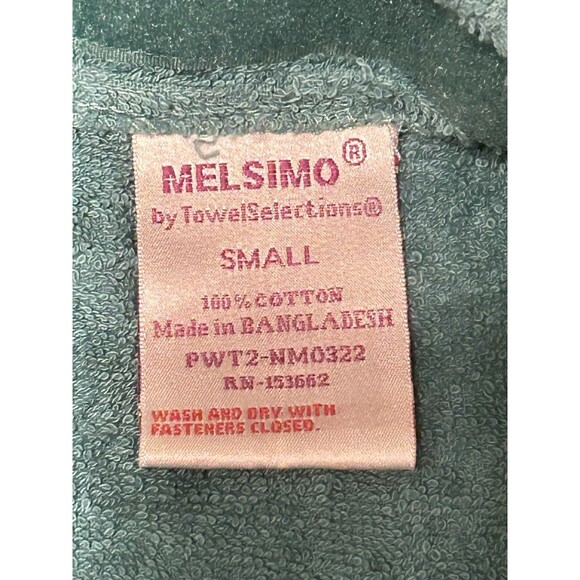 MELSIMO®
by TowelSelections®
SMALL
100% COTTON
Made in BANGLADESH
PWT2-NM0322
RN-153662
WASH AND DRY WITH
FASTENERS CLOSED.